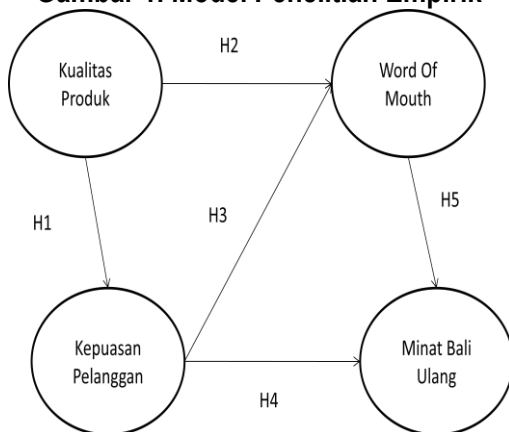 Gambar 1. Model Penelitian Empirik
H2
Kualitas
Produk
Word Of
Mouth
H1
H3
H5
Kepuasan
Pelanggan
Minat Bali
Ulang
H4